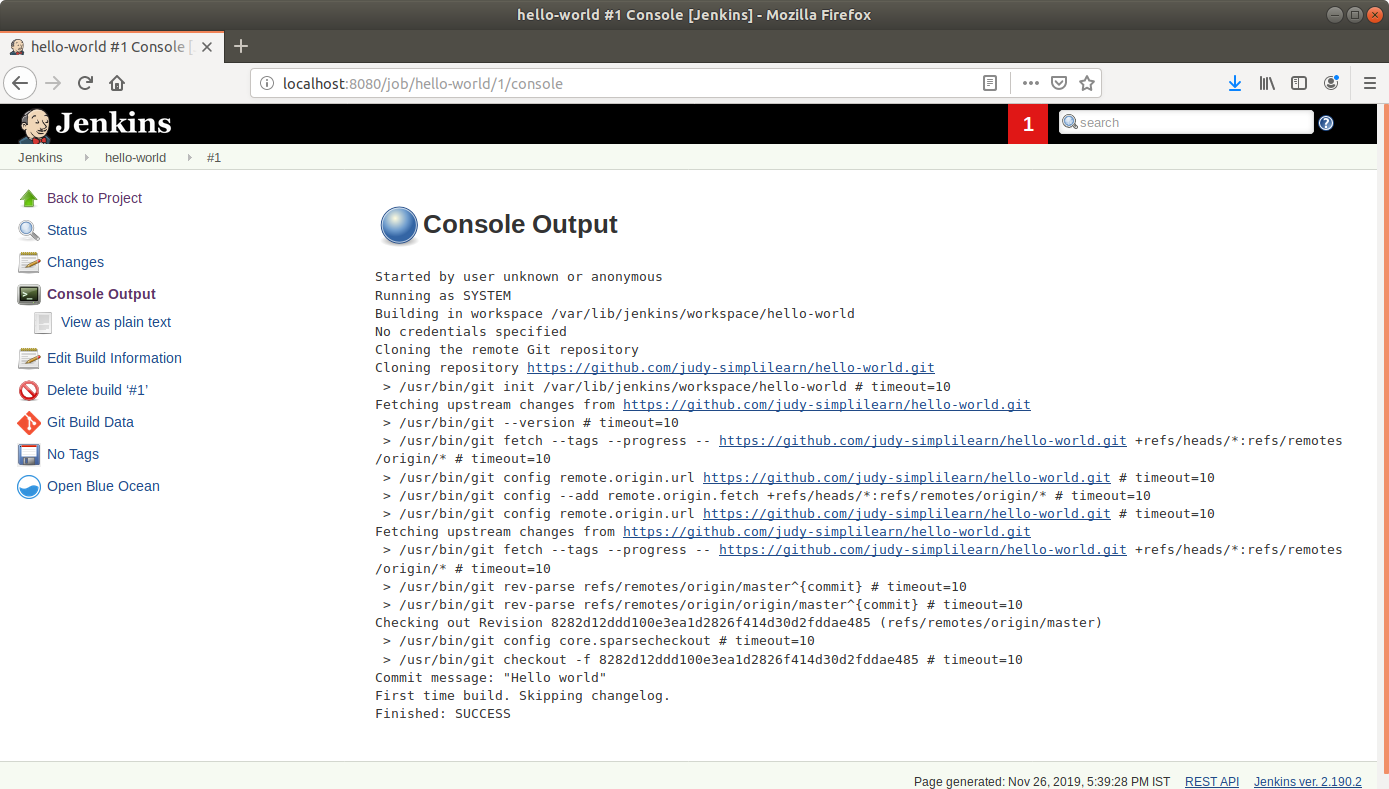 hello-world #1 Console [Jenkins] - Mozilla Firefox
hello-world #1 Console [
localhost:8080/job/hello-world/1/console
Jenkins
1
search
Jenkins hello-world #1
Back to Project
Status
Changes
Console Output
View as plain text
Edit Build Information
Delete build ‘#1’
Git Build Data
No Tags
Open Blue Ocean
Console Output
Started by user unknown or anonymous
Running as SYSTEM
Building in workspace /var/lib/jenkins/workspace/hello-world
No credentials specified
Cloning the remote Git repository
Cloning repository https://github.com/judy-simplilearn/hello-world.git
> /usr/bin/git init /var/lib/jenkins/workspace/hello-world # timeout=10
Fetching upstream changes from https://github.com/judy-simplilearn/hello-world.git
> /usr/bin/git --version # timeout=10
> /usr/bin/git fetch --tags --progress -- https://github.com/judy-simplilearn/hello-world.git +refs/heads/*:refs/remotes
/origin/* # timeout=10
> /usr/bin/git config remote.origin.url https://github.com/judy-simplilearn/hello-world.git # timeout=10
> /usr/bin/git config --add remote.origin.fetch +refs/heads/*:refs/remotes/origin/* # timeout=10
> /usr/bin/git config remote.origin.url https://github.com/judy-simplilearn/hello-world.git # timeout=10
Fetching upstream changes from https://github.com/judy-simplilearn/hello-world.git
> /usr/bin/git fetch --tags --progress -- https://github.com/judy-simplilearn/hello-world.git +refs/heads/*:refs/remotes
/origin/* # timeout=10
> /usr/bin/git rev-parse refs/remotes/origin/master^{commit} # timeout=10
> /usr/bin/git rev-parse refs/remotes/origin/origin/master^{commit} # timeout=10
Checking out Revision 8282d12ddd100e3ea1d2826f414d30d2fddae485 (refs/remotes/origin/master)
> /usr/bin/git config core.sparsecheckout # timeout=10
> /usr/bin/git checkout -f 8282d12ddd100e3ea1d2826f414d30d2fddae485 # timeout=10
Commit message: "Hello world"
First time build. Skipping changelog.
Finished: SUCCESS
Page generated: Nov 26, 2019, 5:39:28 PM IST REST API Jenkins ver. 2.190.2